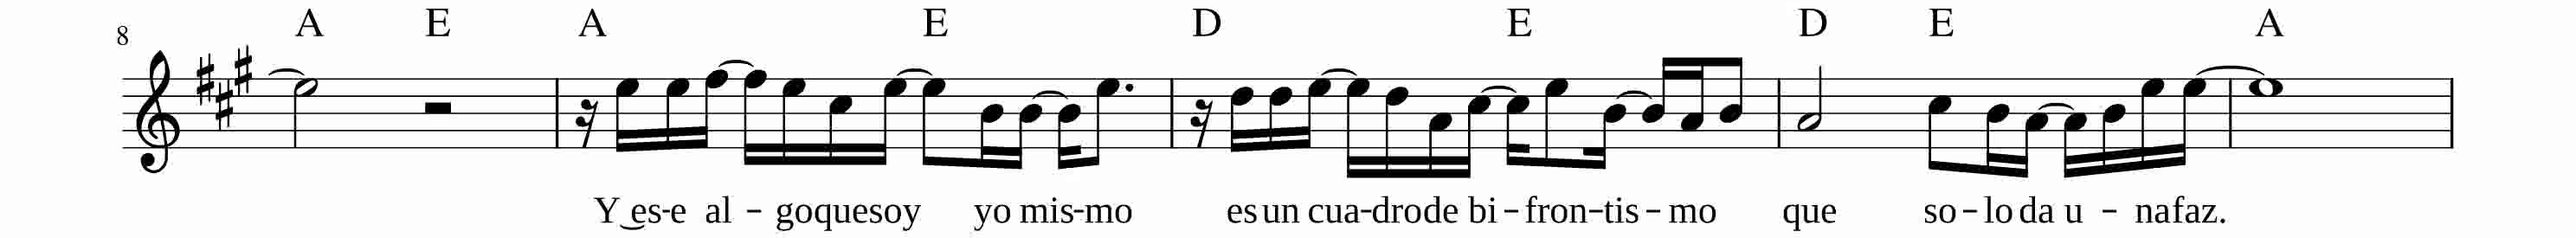 8 A E A E D E D E A
Y es-e al - go que soy yo mis-mo es un cua-dro de bi-fron-tis-mo que so-lo da u - na faz.